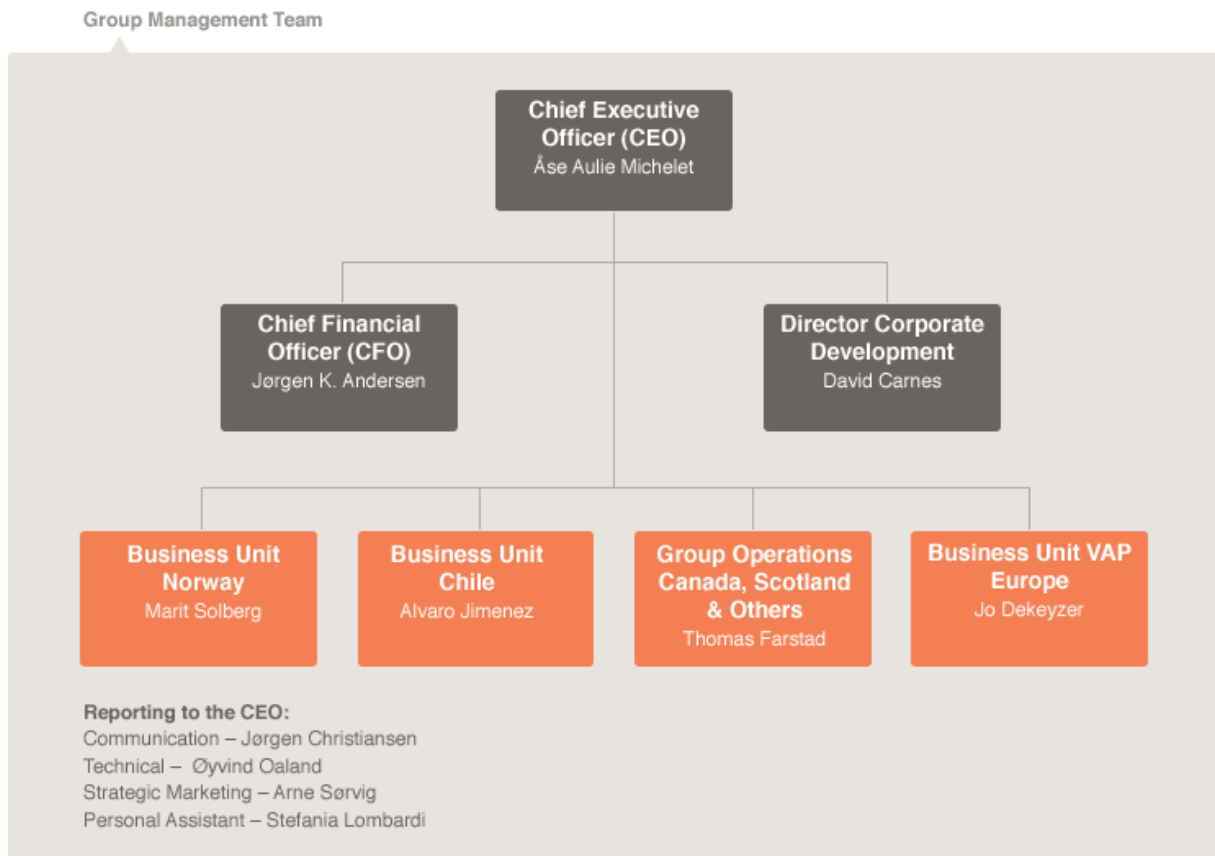 Group Management Team
Chief Executive
Officer (CEO)
Åse Aulie Michelet
Chief Financial
Officer (CFO)
Jørgen K. Andersen
Director Corporate
Development
David Carnes
Business Unit
Norway
Marit Solberg
Business Unit
Chile
Alvaro Jimenez
Group Operations
Canada, Scotland
& Others
Thomas Farstad
Business Unit VAP
Europe
Jo Dekeyzer
Reporting to the CEO:
Communication – Jørgen Christiansen
Technical – Øyvind Oaland
Strategic Marketing – Arne Sørvig
Personal Assistant – Stefania Lombardi